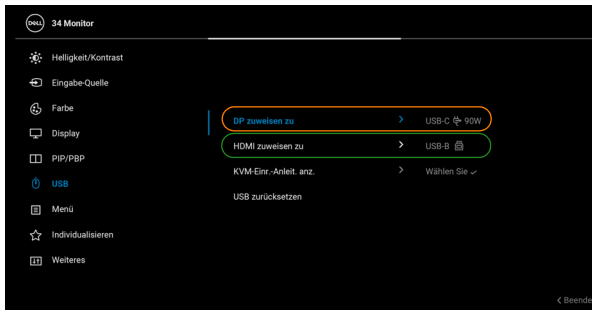 DELL 34 Monitor
Helligkeit/Kontrast
Eingabe-Quelle
Farbe
DP zuweisen zu USB-C 90W
Display
HDMI zuweisen zu USB-B
PIP/PBP
KVM-Einr.-Anleit. anz. Wählen Sie
USB
USB zurücksetzen
Menü
Individualisieren
Weiteres
Beende